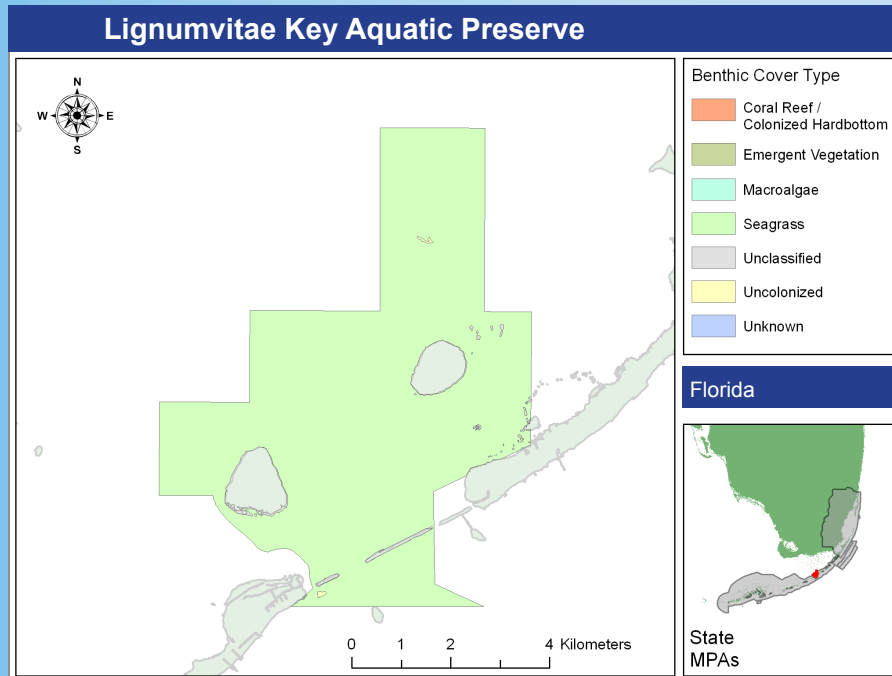 Lignumvitae Key Aquatic Preserve
N
W E
S
0 1 2 4 Kilometers
Benthic Cover Type
Coral Reef /
Colonized Hardbottom
Emergent Vegetation
Macroalgae
Seagrass
Unclassified
Uncolonized
Unknown
Florida
State
MPAs